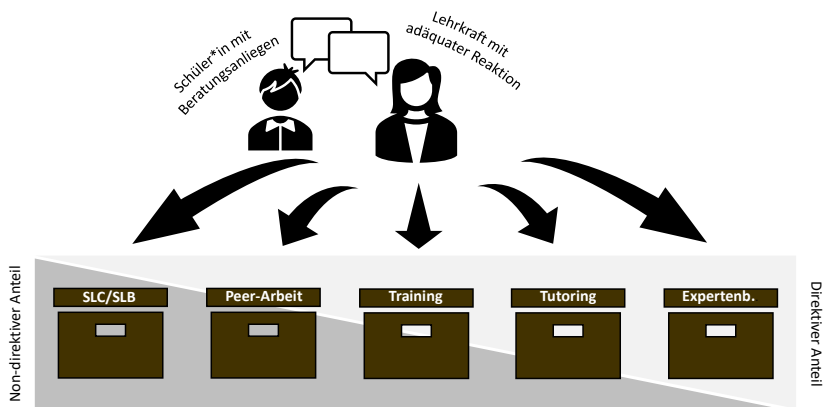 Schüler*in mit
Beratungsanliegen
Lehrkraft mit
adäquater Reaktion
Non-direktiver Anteil
SLC/SLB
Peer-Arbeit
Training
Tutoring
Expertenb.
Direktiver Anteil